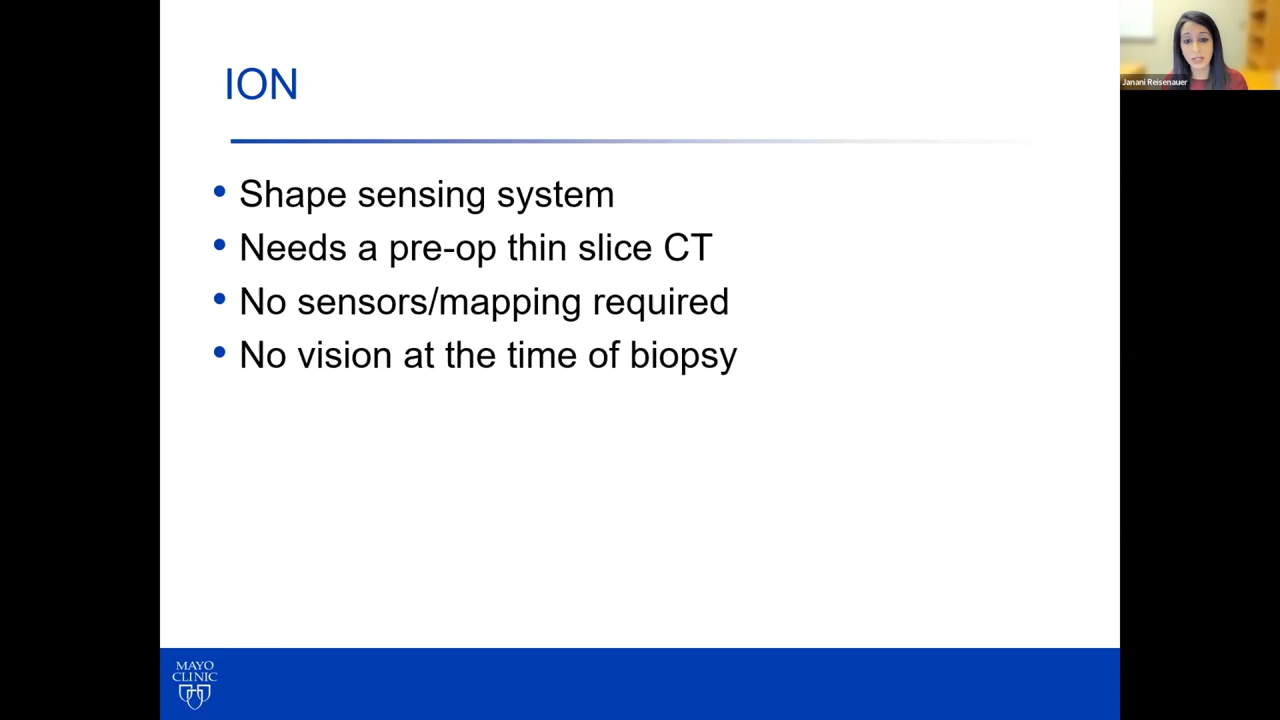 ION
• Shape sensing system
• Needs a pre-op thin slice CT
• No sensors/mapping required
• No vision at the time of biopsy
MAYO
CLINIC
Janani Reisenauer